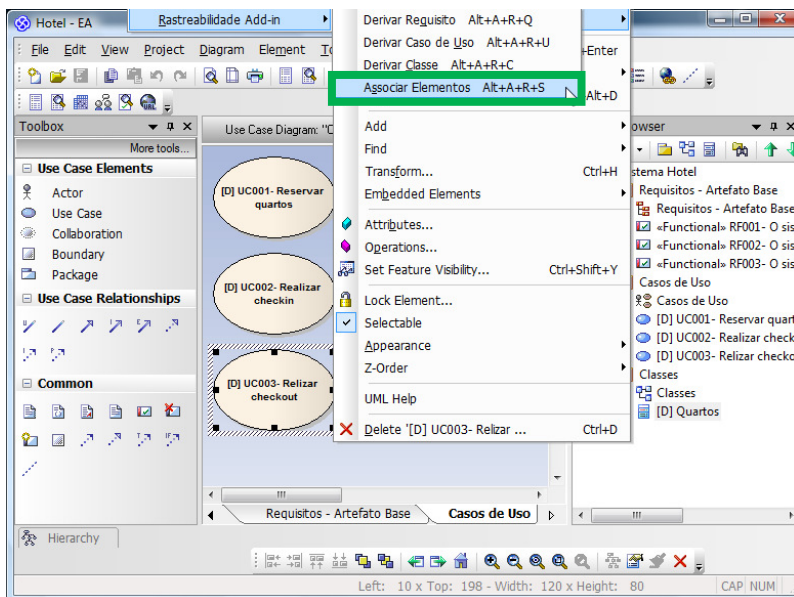 Hotel - EA
Rastreabilidade Add-in
File Edit View Project Diagram Element
Derivar Requisito Alt+A+R+Q
Derivar Caso de Uso Alt+A+R+U
Derivar Classe Alt+A+R+C
Associar Elementos Alt+A+R+S
+Enter
+Alt+D
Add
Find
Transform... Ctrl+H
Embedded Elements
Attributes...
Operations...
Set Feature Visibility... Ctrl+Shift+Y
Lock Element...
Selectable
Appearance
Z-Order
UML Help
Delete '[D] UC003- Relizar ... Ctrl+D
Toolbox
More tools...
Use Case Elements
Actor
Use Case
Collaboration
Boundary
Package
Use Case Relationships
Common
Hierarchy
Use Case Diagram: "C
[D] UC001- Reservar
quartos
[D] UC002- Realizar
checkin
[D] UC003- Relizar
checkout
Requisitos - Artefato Base
Casos de Uso
owser
stema Hotel
Requisitos - Artefato Base
Requisitos - Artefato Base
«Functional» RF001- O sis
«Functional» RF002- O sis
«Functional» RF003- O sis
Casos de Uso
Casos de Uso
[D] UC001- Reservar quart
[D] UC002- Realizar check
[D] UC003- Relizar checko
Classes
Classes
[D] Quartos
Left: 10 x Top: 198 - Width: 120 x Height: 80
CAP NUM